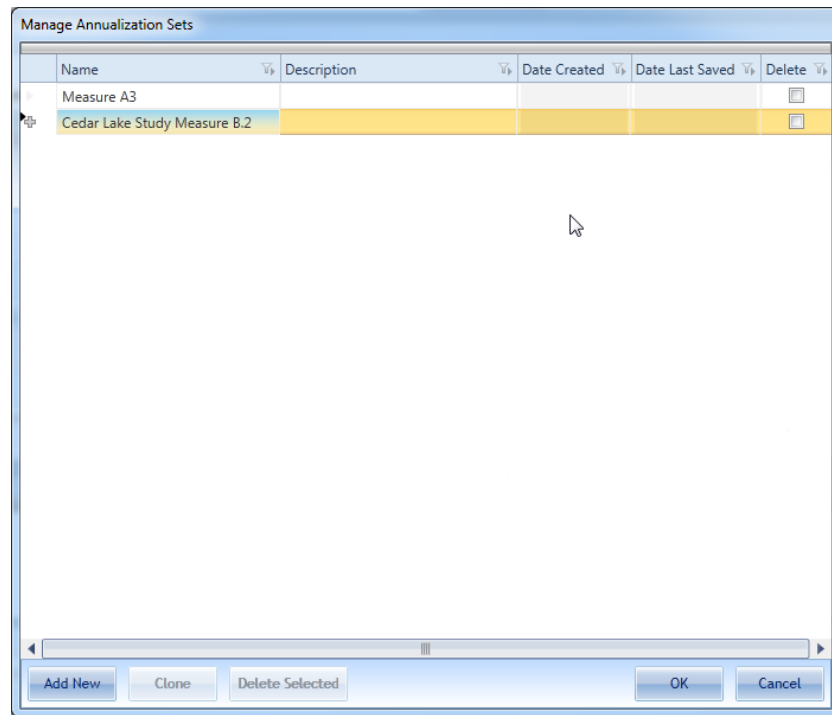 Manage Annualization Sets
Name Description Date Created Date Last Saved Delete
Measure A3
Cedar Lake Study Measure B.2
Add New Clone Delete Selected OK Cancel